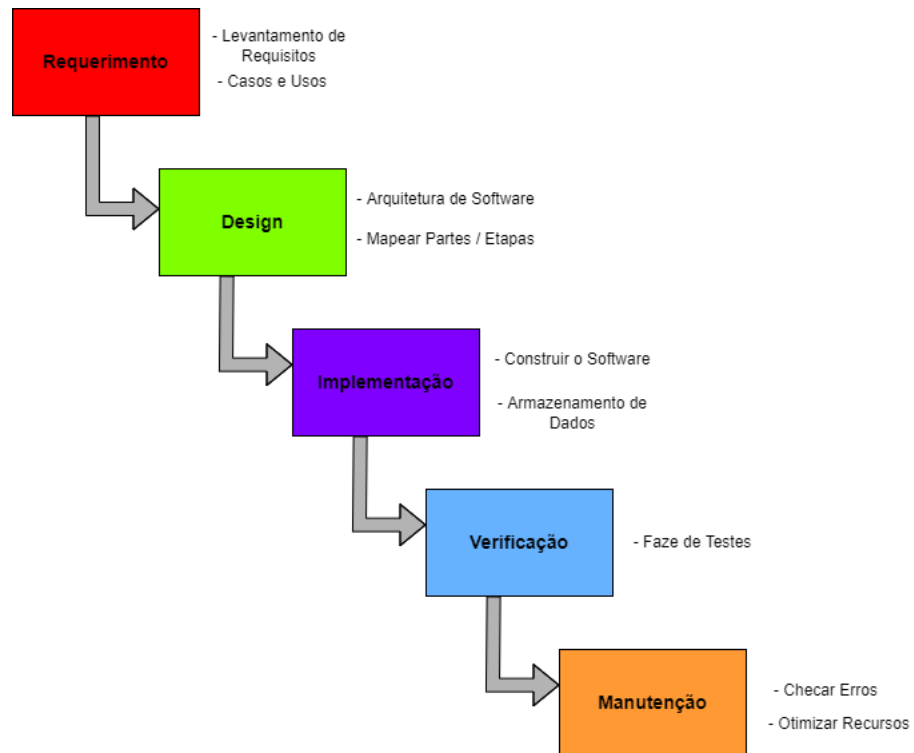 Requerimento
- Levantamento de
Requisitos
- Casos e Usos
Design
- Arquitetura de Software
- Mapear Partes / Etapas
Implementação
- Construir o Software
- Armazenamento de
Dados
Verificação
- Faze de Testes
Manutenção
- Checar Erros
- Otimizar Recursos